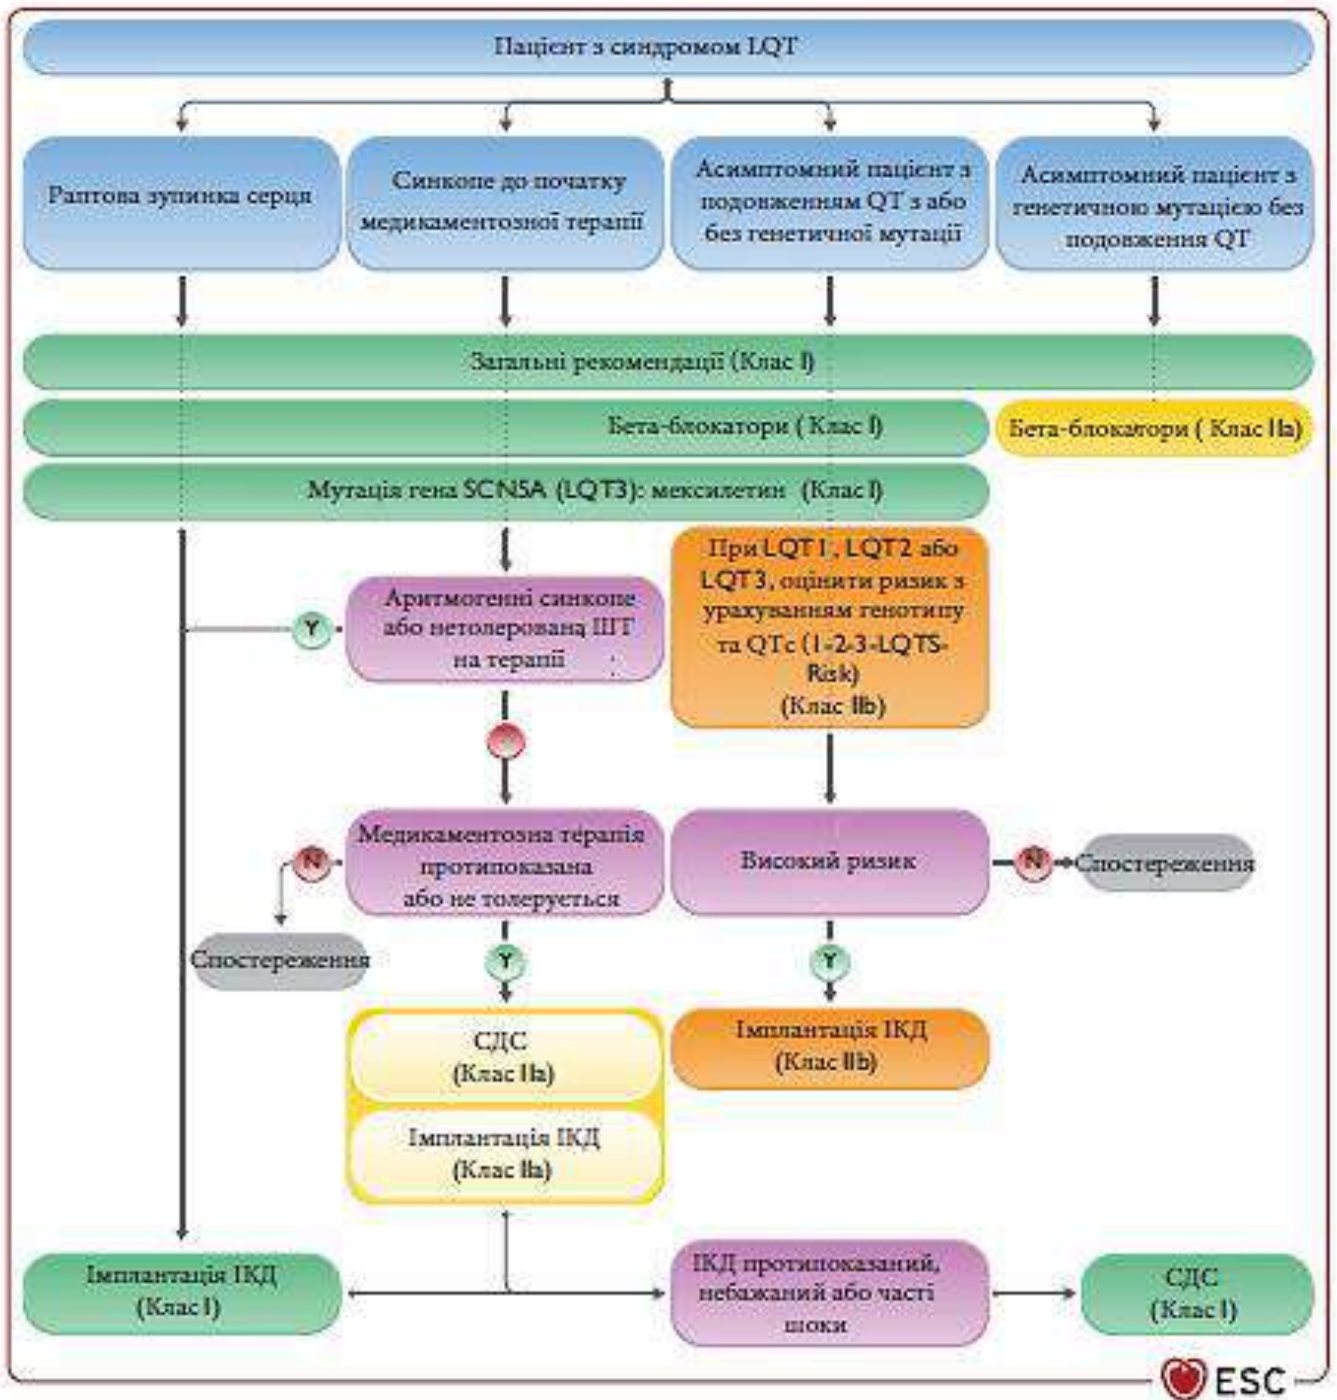 Пацієнт з синдромом LQT
Раптова зупинка серця
Синкопе до початку
медикаментозної терапії
Асимптомний пацієнт з
подовженням QT з або
без генетичної мутації
Асимптомний пацієнт з
генетичною мутацією без
подовження QT
Загальні рекомендації (Клас I)
Бета-блокатори ( Клас I)
Бета-блокатори ( Клас IIa)
Мутація гена SCN5A (LQT3): мексилетин (Клас I)
При LQT1, LQT2 або
LQT3, оцінити ризик з
урахуванням генотипу
та QTc (1-2-3-LQTS-
Risk)
(Клас IIb)
Аритмогенні синкопе
або нетолерована ШТ
на терапії
Y
Медикаментозна терапія
протипоказана
або не толерується
Високий ризик
N
Спостереження
N
Спостереження
Y
Y
СДС
(Клас IIa)
Імплантація ІКД
(Клас IIa)
Імплантація ІКД
(Клас IIb)
Імплантація ІКД
(Клас I)
ІКД протипоказаний,
небажаний або часті
шоки
СДС
(Клас I)
ESC